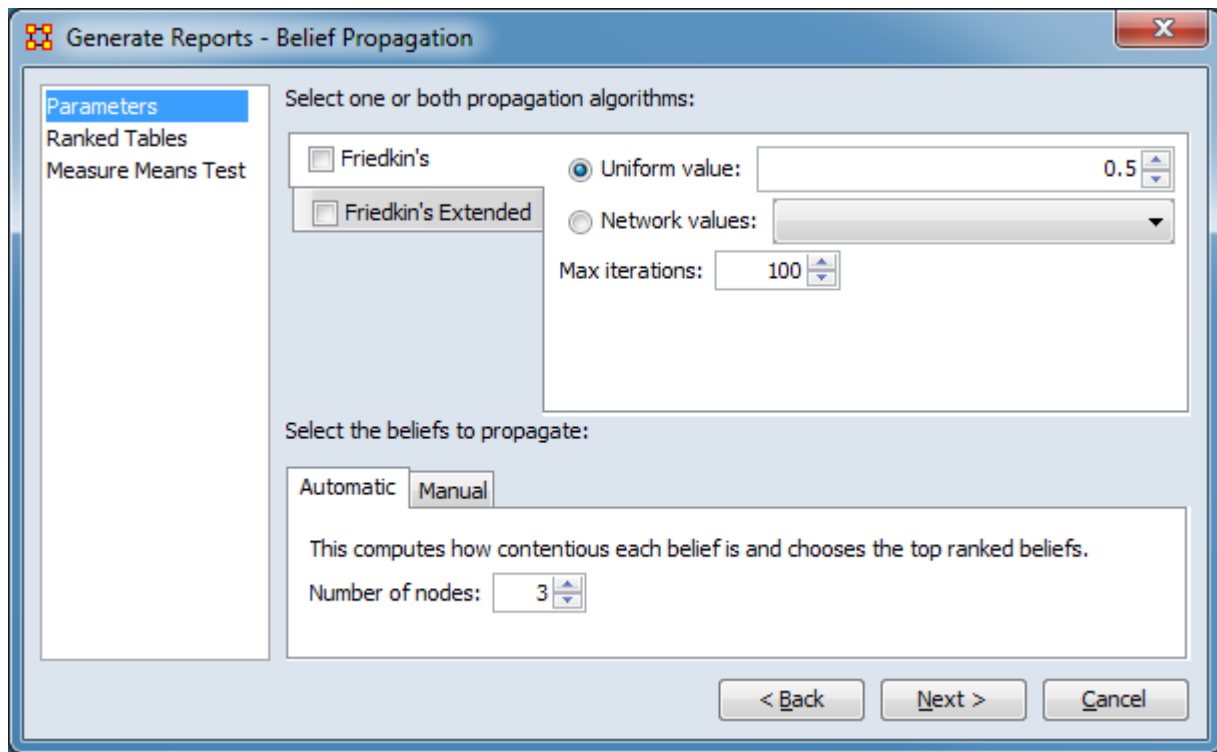 Generate Reports - Belief Propagation
Parameters
Ranked Tables
Measure Means Test
Select one or both propagation algorithms:
Friedkin's
Friedkin's Extended
Uniform value: 0.5
Network values:
Max iterations: 100
Select the beliefs to propagate:
Automatic Manual
This computes how contentious each belief is and chooses the top ranked beliefs.
Number of nodes: 3
< Back Next > Cancel